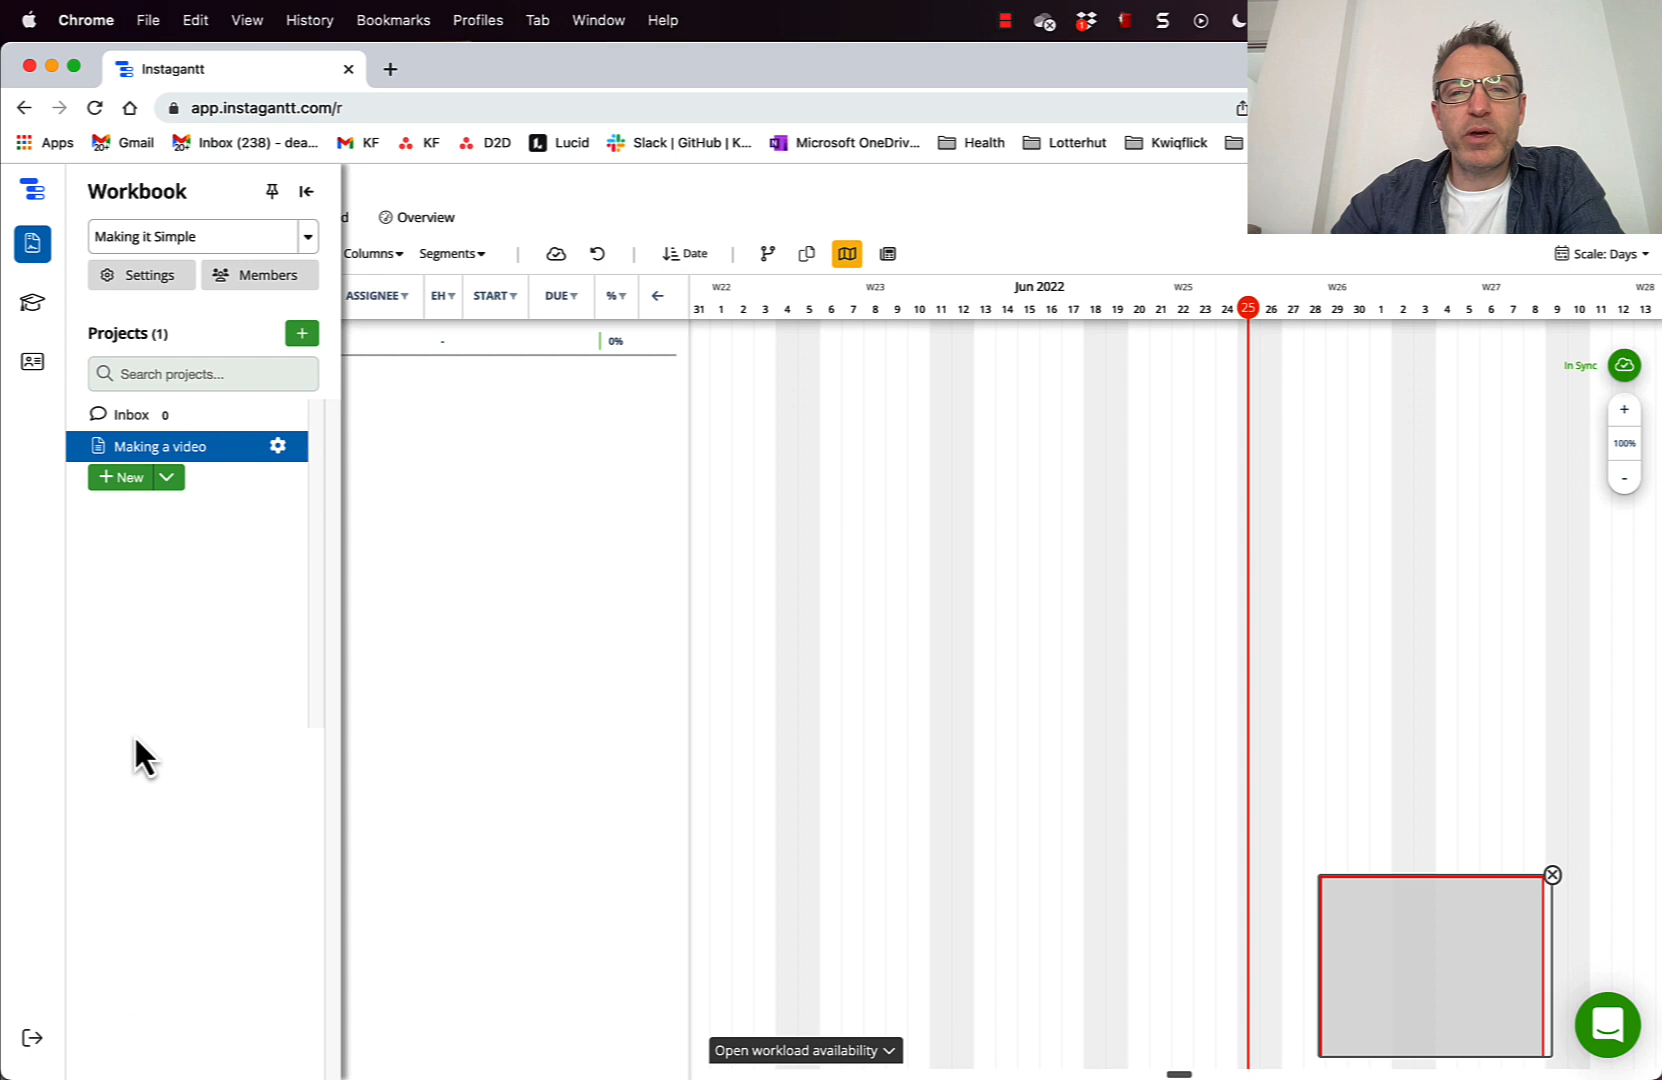 Chrome File Edit View History Bookmarks Profiles Tab Window Help
Instagantt
app.instagantt.com/r
Apps Gmail Inbox (238) - dea... KF KF D2D Lucid Slack | GitHub | K... Microsoft OneDriv... Health Lotterhut Kwiqflick
Workbook
d Overview
Making it Simple
Columns Segments Date Scale: Days
Settings Members
ASSIGNEE EH START DUE %
W22 W23 Jun 2022 W25 W26 W27 W28
31 1 2 3 4 5 6 7 8 9 10 11 12 13 14 15 16 17 18 19 20 21 22 23 24 25 26 27 28 29 30 1 2 3 4 5 6 7 8 9 10 11 12 13
Projects (1) +
- 0%
Search projects...
In Sync
Inbox 0
+
Making a video
100%
+ New
-
Open workload availability